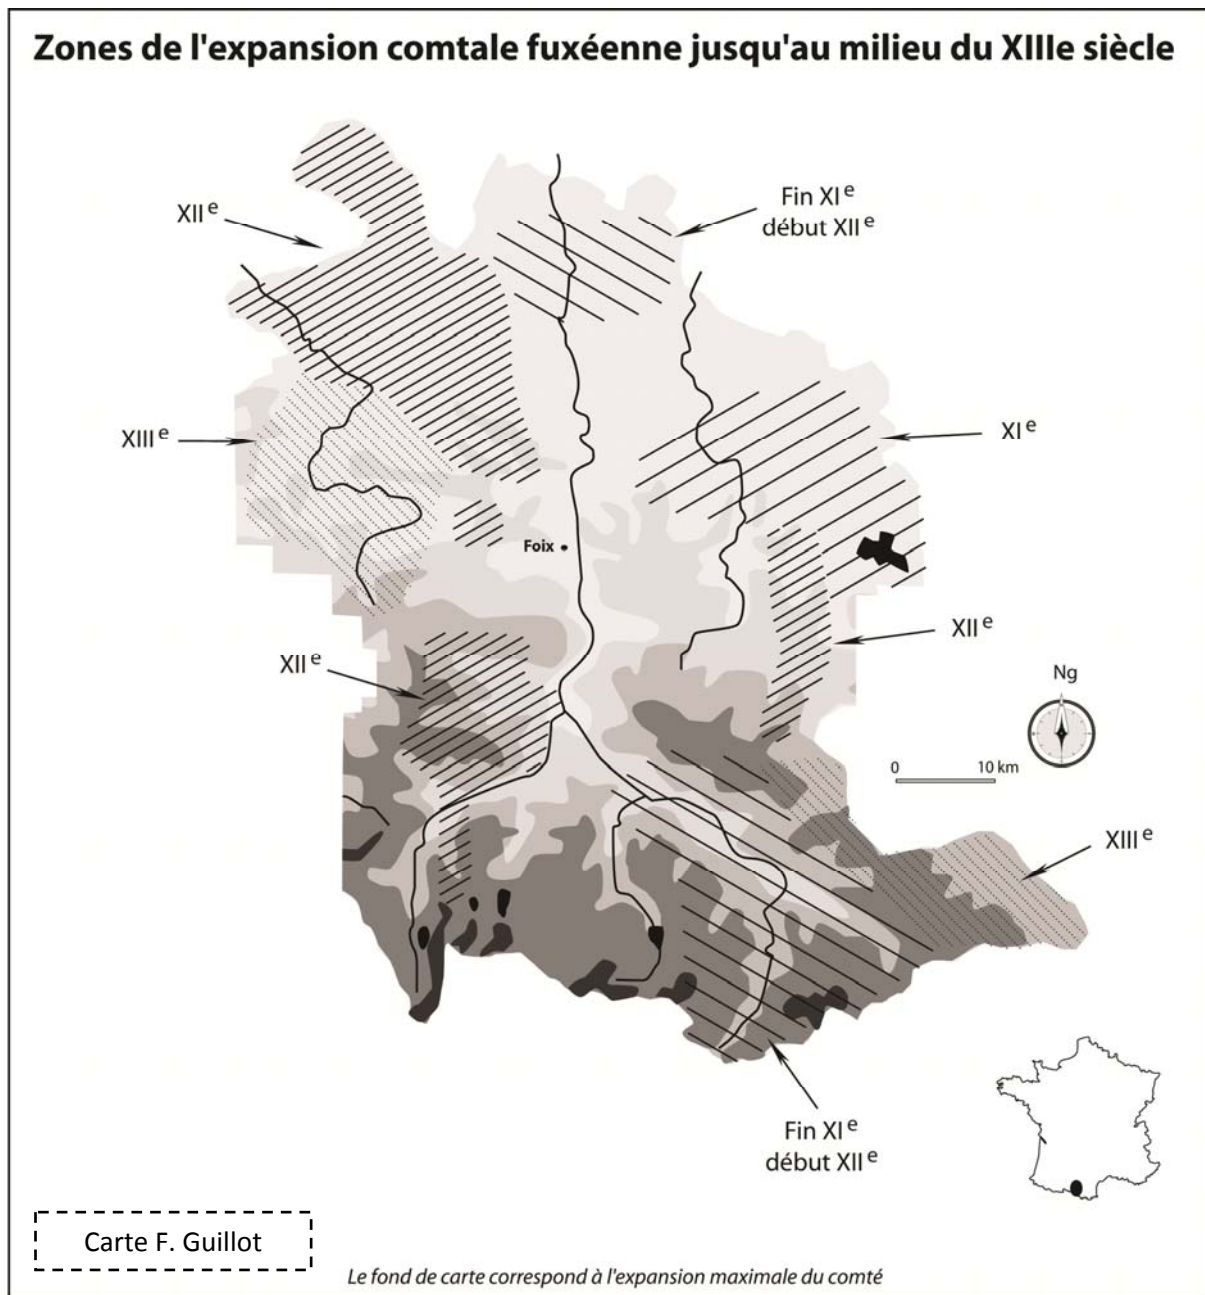 Zones de l'expansion comtale fuxéenne jusqu'au milieu du XIIIe siècle
XIIe
Fin XIe
début XIIe
XIIIe
XIe
Foix
XIIe
XIIe
Ng
0 10 km
XIIIe
Fin XIe
début XIIe
Carte F. Guillot
Le fond de carte correspond à l'expansion maximale du comté